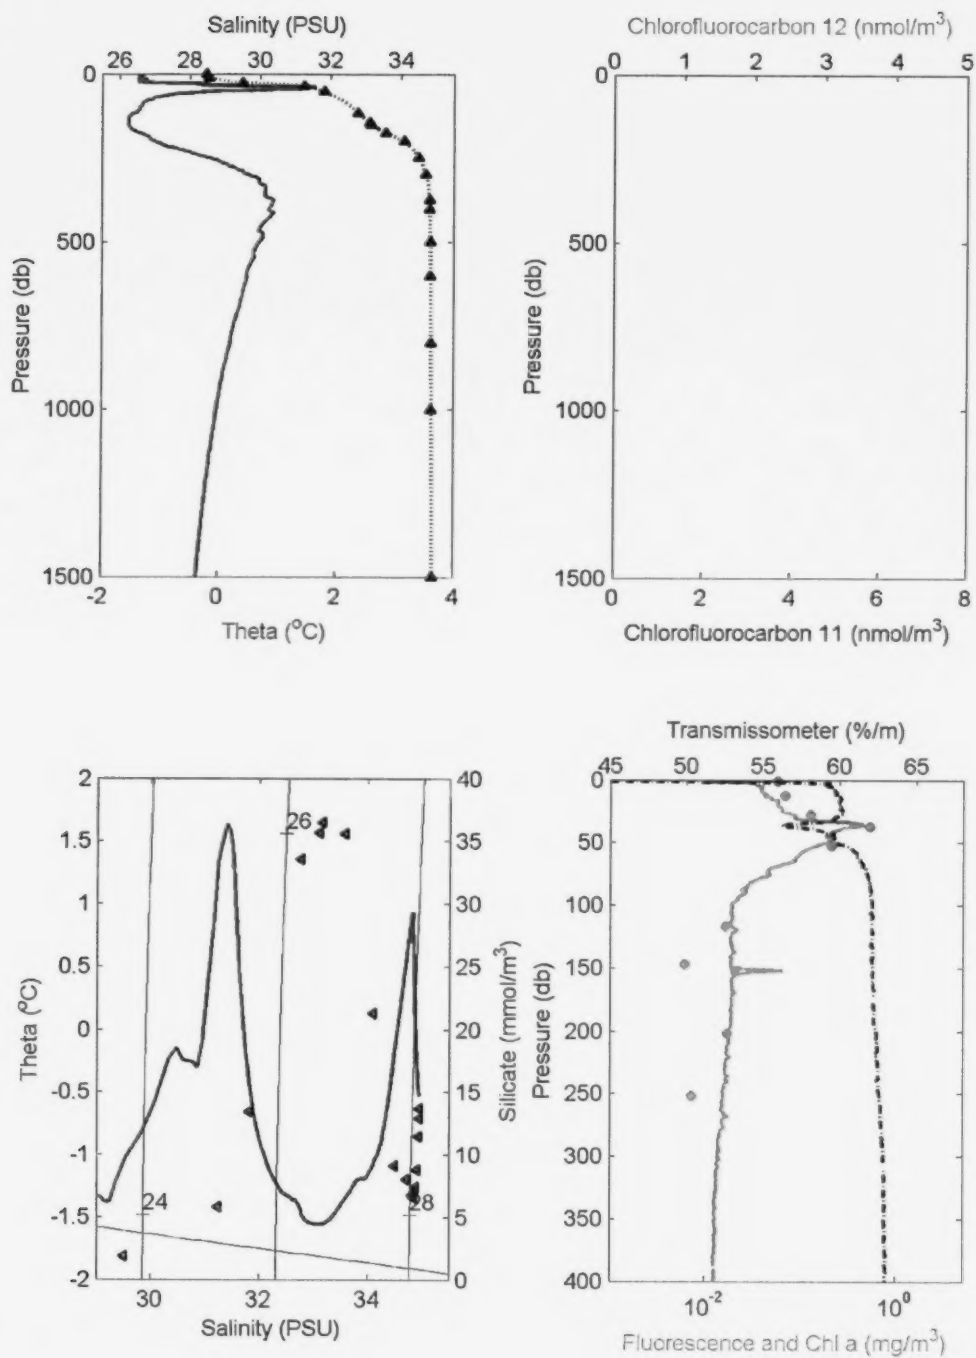 Salinity (PSU)
26 28 30 32 34
0
500
1000
1500
Pressure (db)
-2 0 2 4
Theta (°C)
Chlorofluorocarbon 12 (nmol/m³)
0 1 2 3 4 5
0
500
1000
1500
Pressure (db)
0 2 4 6 8
Chlorofluorocarbon 11 (nmol/m³)
2
1.5
1
0.5
0
-0.5
-1
-1.5
-2
Theta (°C)
24
26
28
40
30
20
10
5
0
15
25
35
Silicate (mmol/m³)
30 32 34
Salinity (PSU)
Transmissometer (%/m)
45 50 55 60 65
0
50
100
150
200
250
300
350
400
Pressure (db)
10⁻² 10⁰
Fluorescence and Chl a (mg/m³)